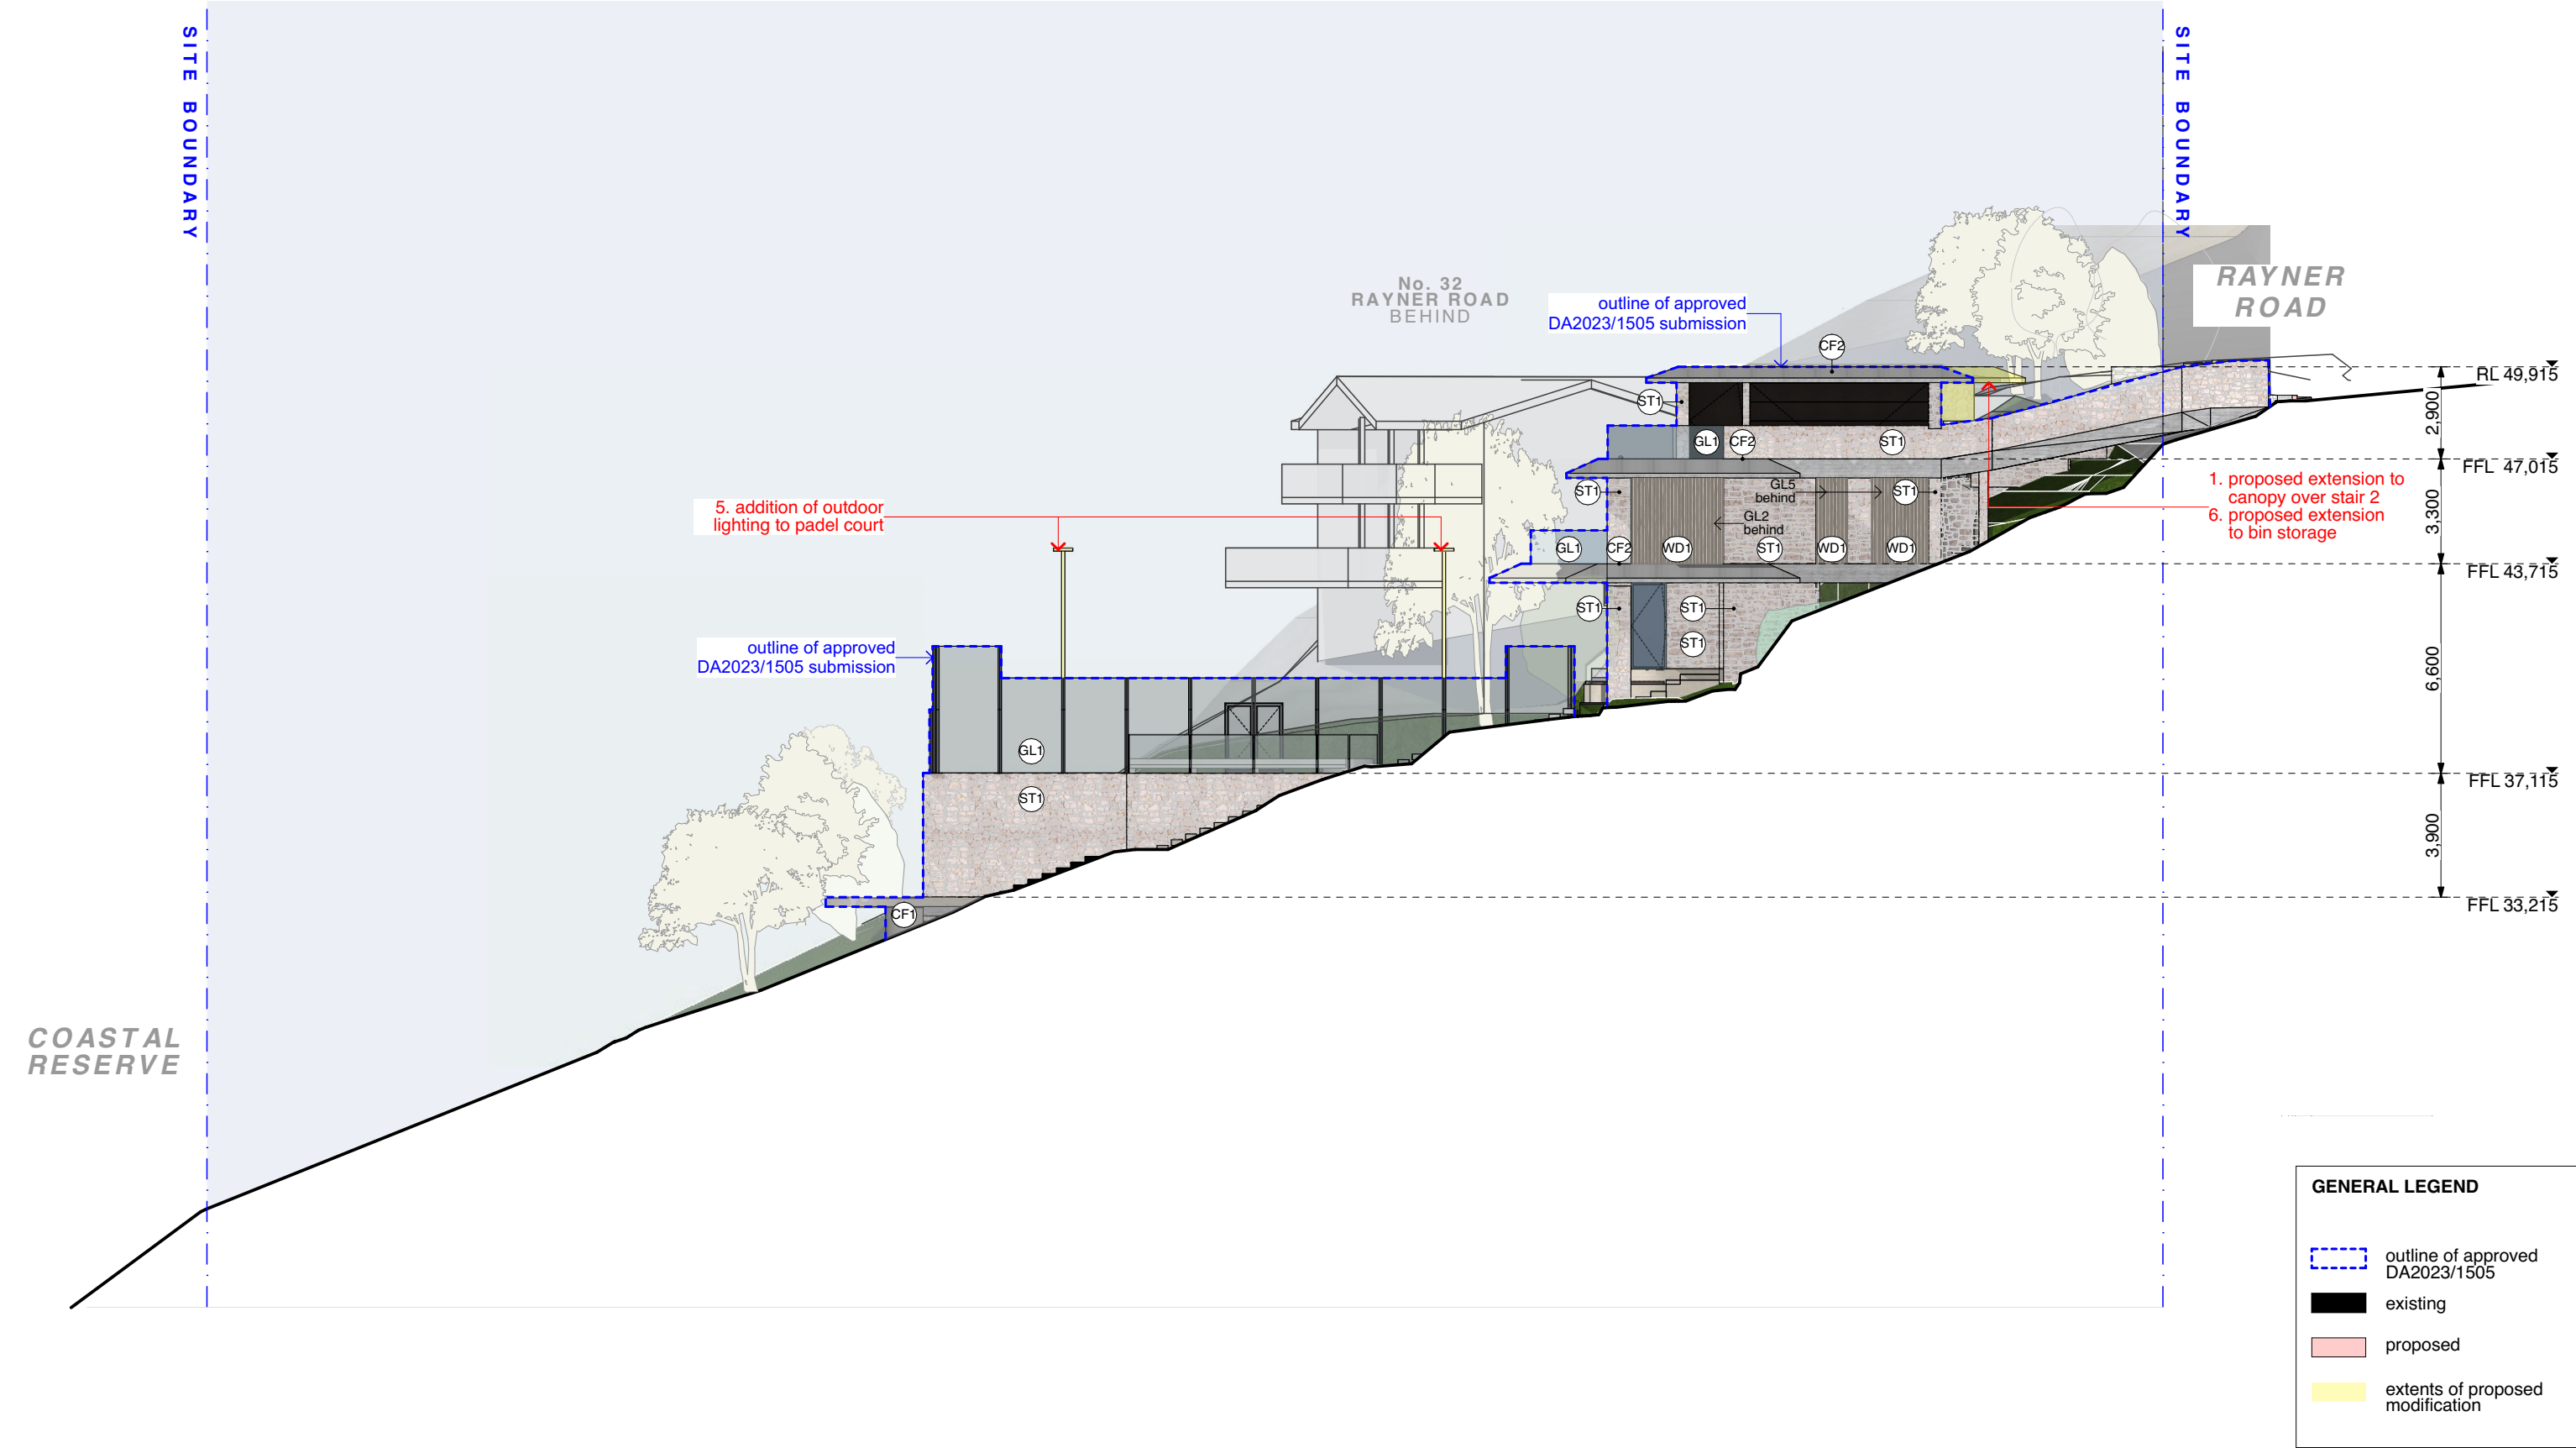 SITE BOUNDARY
SITE BOUNDARY
No. 32
RAYNER ROAD
BEHIND
outline of approved
DA2023/1505 submission
RAYNER
ROAD
CF2
RL 49,915
ST1
2,900
GL1
CF2
ST1
FFL 47,015
1. proposed extension to
canopy over stair 2
6. proposed extension
to bin storage
ST1
GL5
behind
ST1
GL2
behind
3,300
5. addition of outdoor
lighting to padel court
GL1
CF2
WD1
ST1
WD1
WD1
FFL 43,715
ST1
ST1
ST1
outline of approved
DA2023/1505 submission
6,600
GL1
FFL 37,115
ST1
3,900
FFL 33,215
CF1
COASTAL
RESERVE
GENERAL LEGEND
outline of approved
DA2023/1505
existing
proposed
extents of proposed
modification